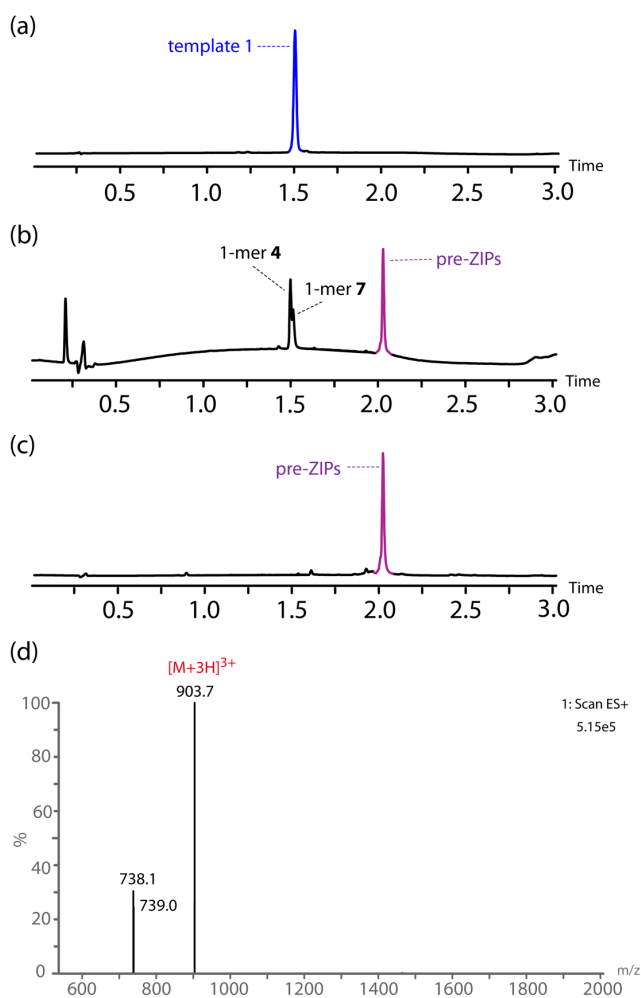 (a)
template 1
Time
0.5 1.0 1.5 2.0 2.5 3.0
(b)
1-mer 4
1-mer 7
pre-ZIPs
Time
0.5 1.0 1.5 2.0 2.5 3.0
(c)
pre-ZIPs
Time
0.5 1.0 1.5 2.0 2.5 3.0
(d)
[M+3H]3+
903.7
1: Scan ES+
5.15e5
100
80
60
%
40
738.1
739.0
20
0
m/z
600 800 1000 1200 1400 1600 1800 2000